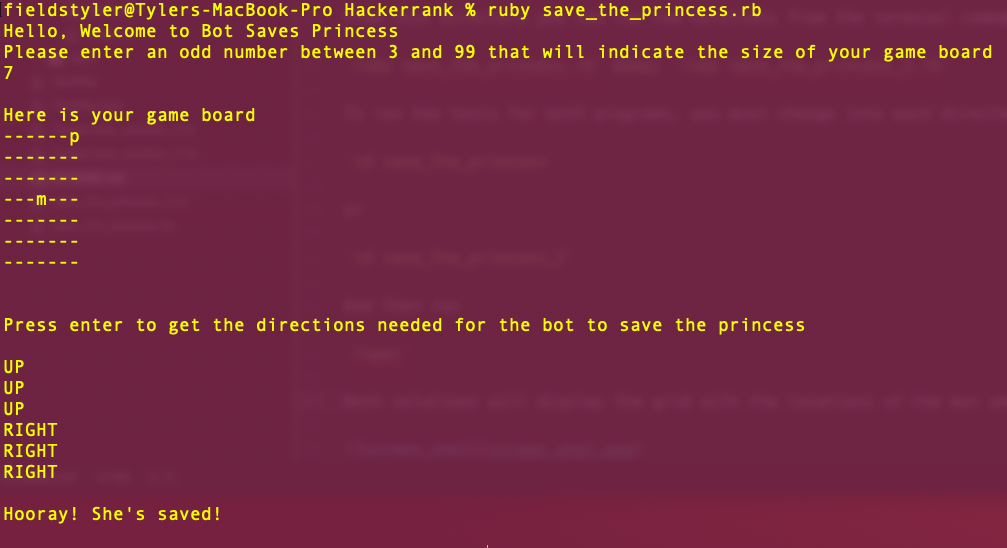 fieldstyler@Tylers-MacBook-Pro Hackerrank % ruby save_the_princess.rb
Hello, Welcome to Bot Saves Princess
Please enter an odd number between 3 and 99 that will indicate the size of your game board
7
Here is your game board
------p
-------
-------
---m---
-------
-------
-------
Press enter to get the directions needed for the bot to save the princess
UP
UP
UP
RIGHT
RIGHT
RIGHT
Hooray! She's saved!